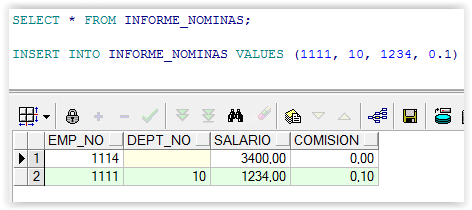 SELECT * FROM INFORME_NOMINAS;
INSERT INTO INFORME_NOMINAS VALUES (1111, 10, 1234, 0.1)
EMP_NO DEPT_NO SALARIO COMISION
1 1114 3400,00 0,00
2 1111 10 1234,00 0,10